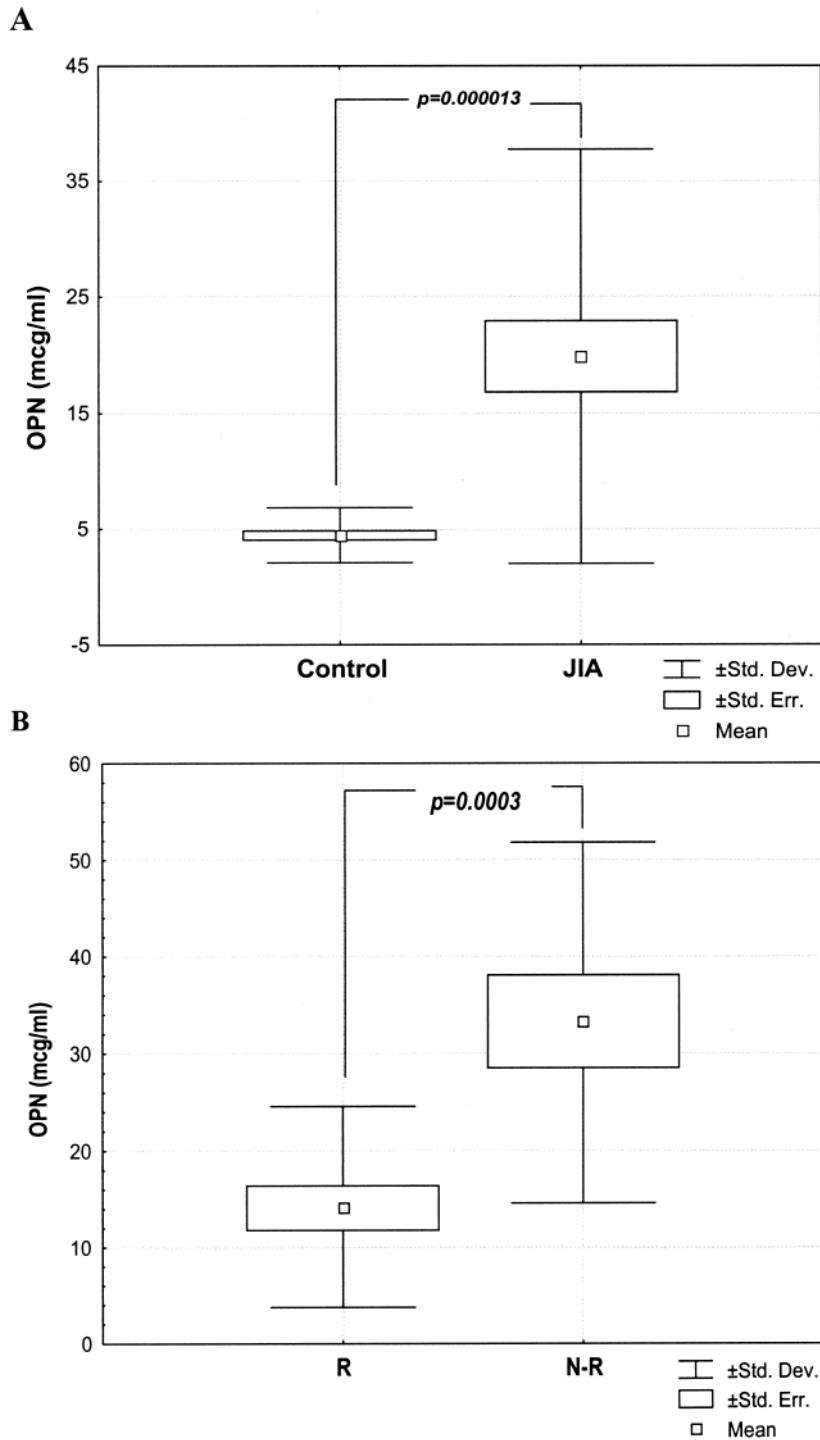 A
45
p=0.000013
35
25
OPN (mcg/ml)
15
5
-5
Control JIA
±Std. Dev.
±Std. Err.
Mean
B
60
p=0.0003
50
40
30
OPN (mcg/ml)
20
10
0
R N-R
±Std. Dev.
±Std. Err.
Mean